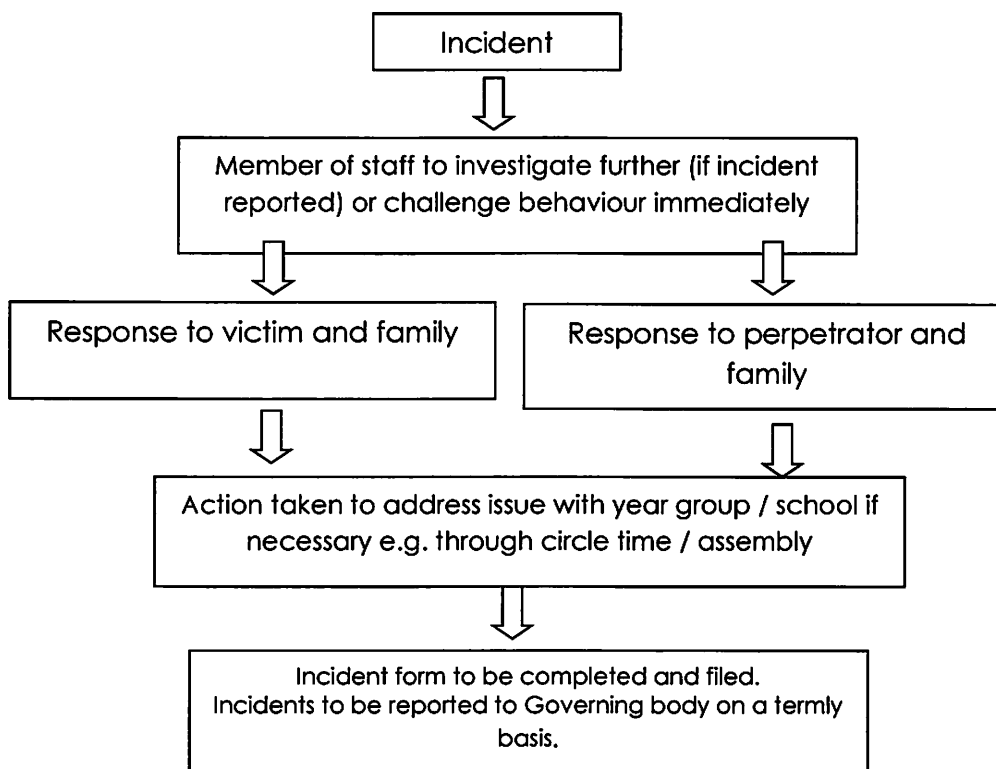 Incident
Member of staff to investigate further (if incident
reported) or challenge behaviour immediately
Response to victim and family
Response to perpetrator and
family
Action taken to address issue with year group / school if
necessary e.g. through circle time / assembly
Incident form to be completed and filed.
Incidents to be reported to Governing body on a termly
basis.